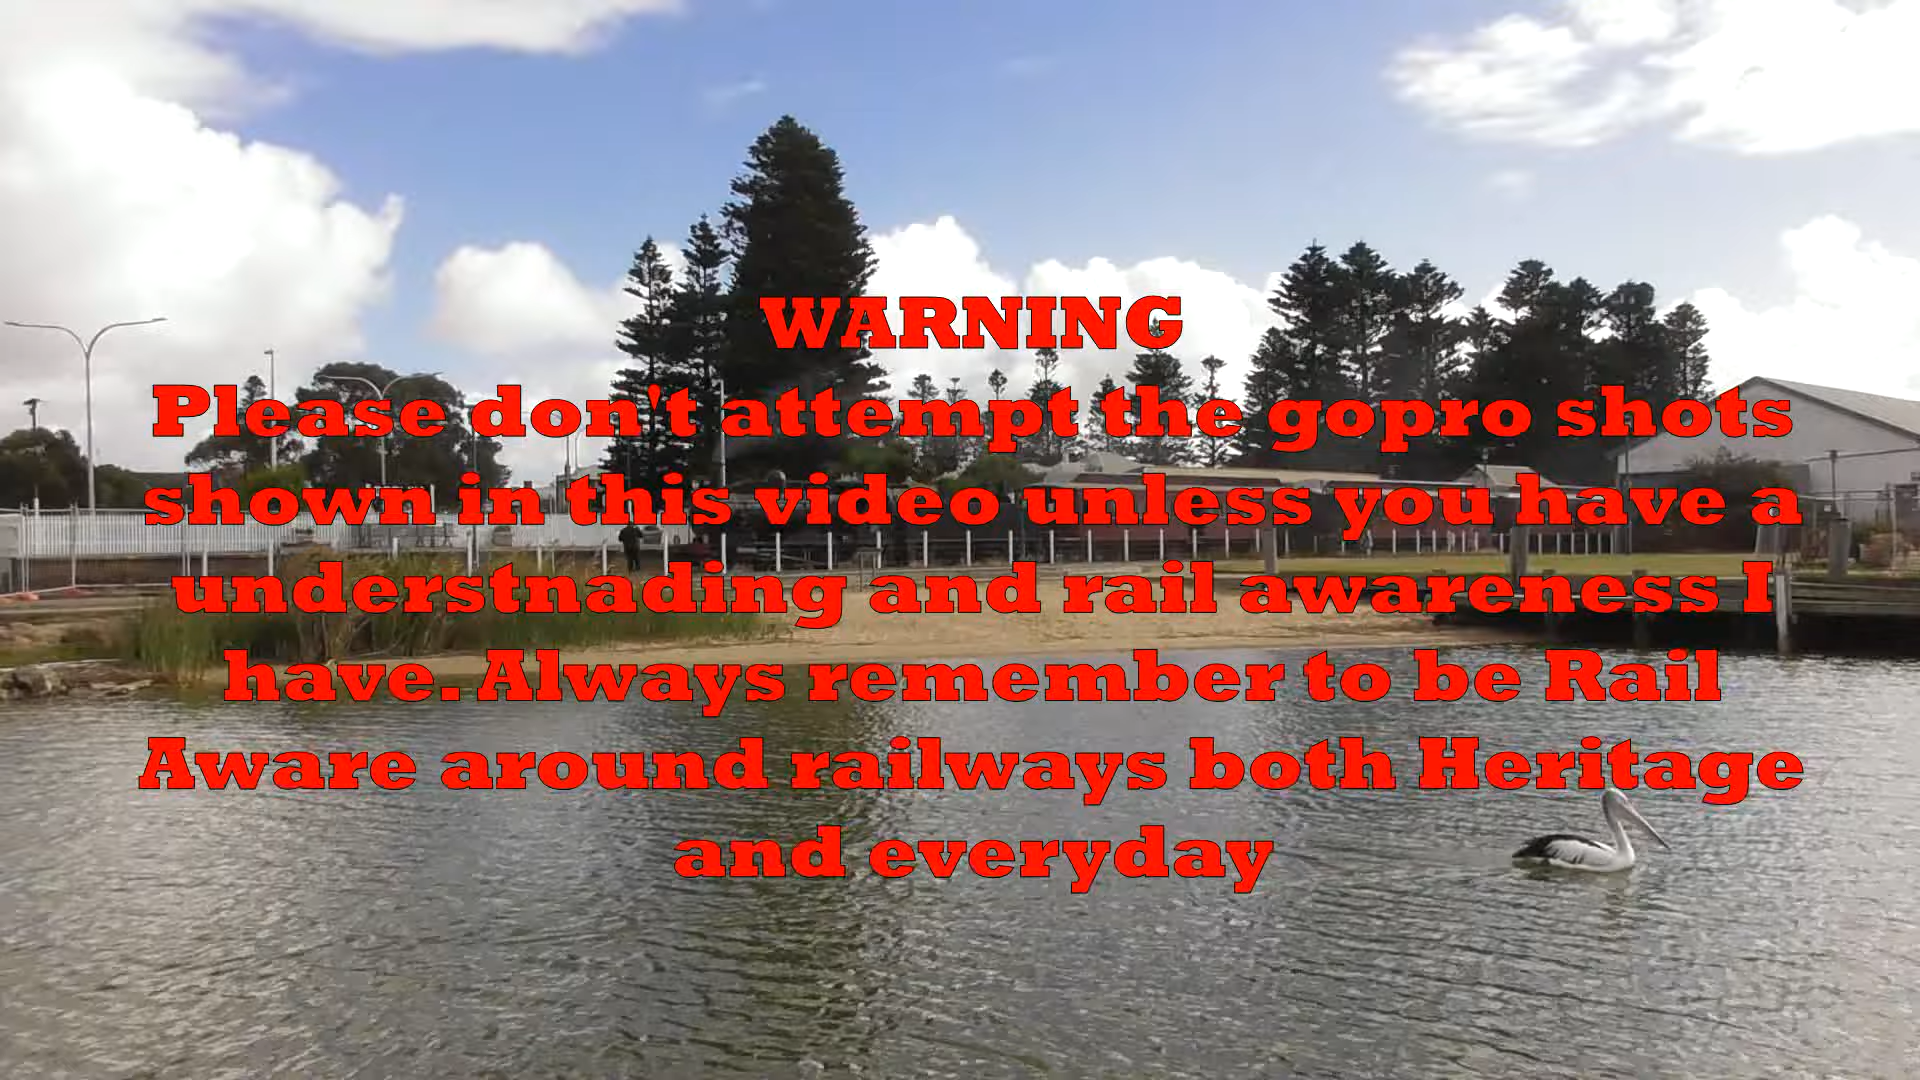 WARNING
Please don't attempt the gopro shots
shown in this video unless you have a
understnading and rail awareness I
have. Always remember to be Rail
Aware around railways both Heritage
and everyday